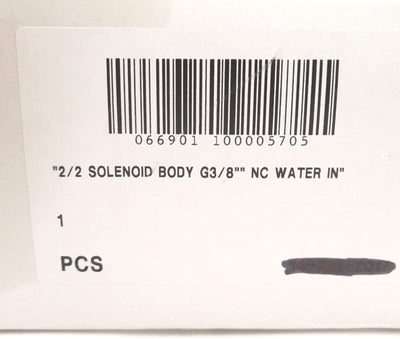 066901 100005705
"2/2 SOLENOID BODY G3/8"" NC WATER IN"
1
PCS